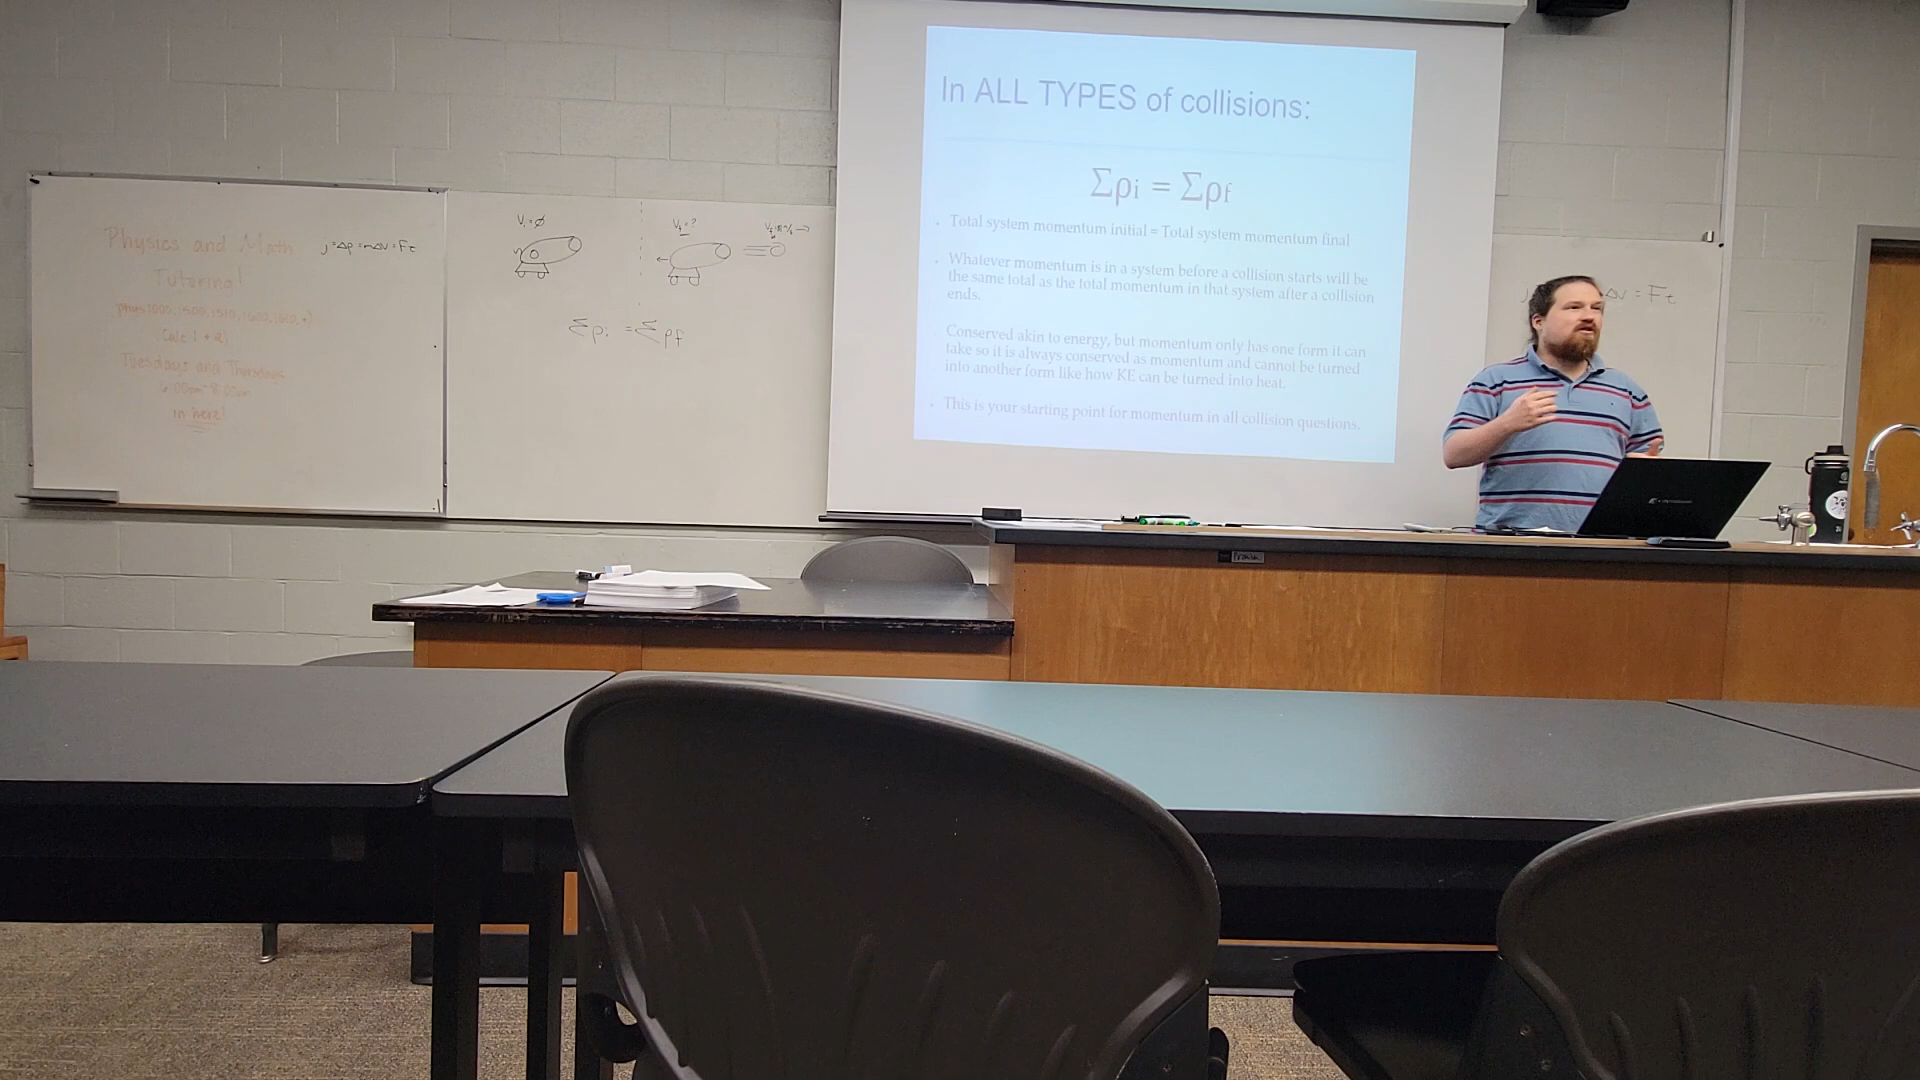 Physics and Math
Tutoring!
Calc 1 + 2)
Tuesdays and Thursdays
in here!
j = Δp = mΔv = Ft
Vᵢ = ∅
V_f = ?
Σpᵢ = Σp_f
In ALL TYPES of collisions:
Σρi = Σρf
• Total system momentum initial = Total system momentum final
• Whatever momentum is in a system before a collision starts will be
the same total as the total momentum in that system after a collision
ends.
• Conserved akin to energy, but momentum only has one form it can
take so it is always conserved as momentum and cannot be turned
into another form like how KE can be turned into heat.
• This is your starting point for momentum in all collision questions.
Δv = Ft